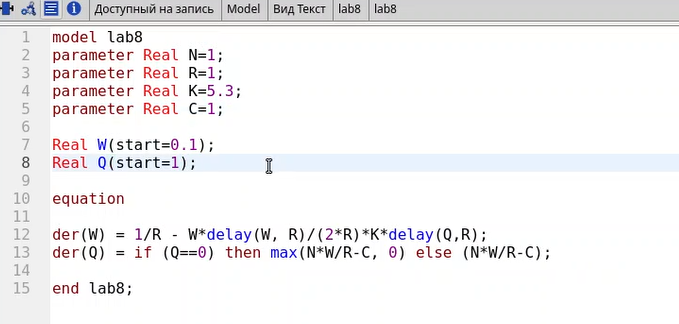 Доступный на запись Model Вид Текст lab8 lab8
1 model lab8
2 parameter Real N=1;
3 parameter Real R=1;
4 parameter Real K=5.3;
5 parameter Real C=1;
6
7 Real W(start=0.1);
8 Real Q(start=1);
9
10 equation
11
12 der(W) = 1/R - W*delay(W, R)/(2*R)*K*delay(Q,R);
13 der(Q) = if (Q==0) then max(N*W/R-C, 0) else (N*W/R-C);
14
15 end lab8;